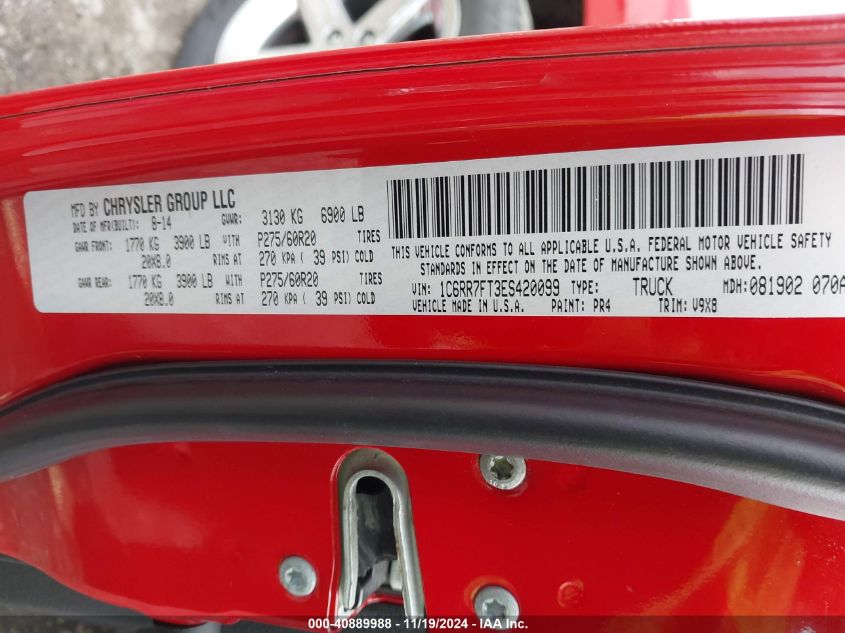 MFD BY CHRYSLER GROUP LLC
DATE OF MFR(BUILT): 8-14 GVWR: 3130 KG 6900 LB
GAWR FRONT: 1770 KG 3900 LB WITH P275/60R20 TIRES
20X8.0 RIMS AT 270 KPA ( 39 PSI) COLD
GAWR REAR: 1770 KG 3900 LB WITH P275/60R20 TIRES
20X8.0 RIMS AT 270 KPA ( 39 PSI) COLD
THIS VEHICLE CONFORMS TO ALL APPLICABLE U.S.A. FEDERAL MOTOR VEHICLE SAFETY
STANDARDS IN EFFECT ON THE DATE OF MANUFACTURE SHOWN ABOVE.
VIN: 1C6RR7FT3ES420099 TYPE: TRUCK MDH: 081902 070A
VEHICLE MADE IN U.S.A. PAINT: PR4 TRIM: V9X8
000-40889988 - 11/19/2024 - IAA Inc.